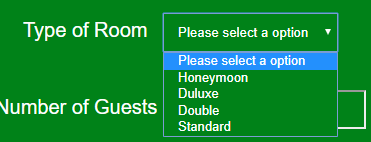 Type of Room Please select a option
Please select a option
Honeymoon
Duluxe
Double
Number of Guests
Standard